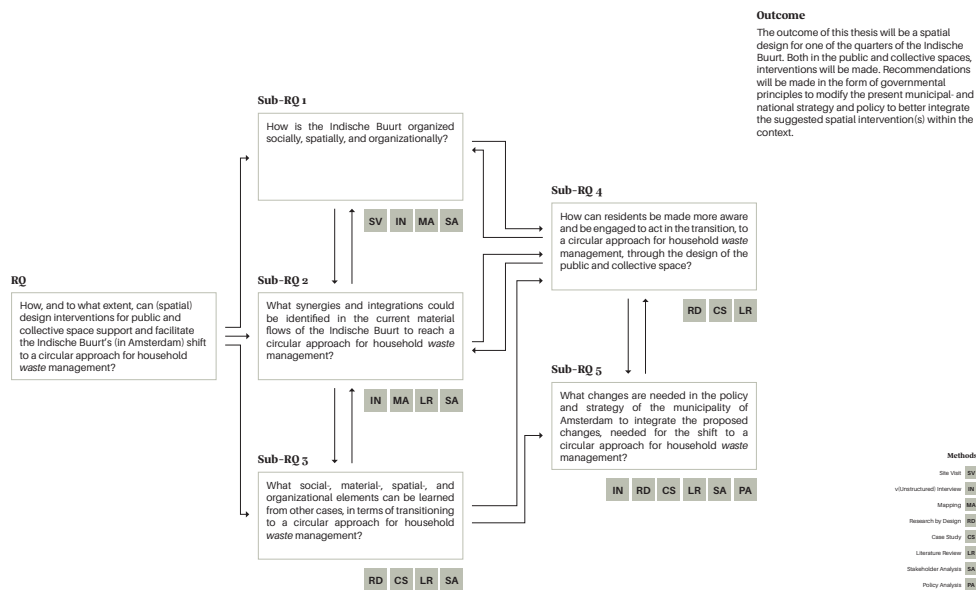 Outcome
The outcome of this thesis will be a spatial
design for one of the quarters of the Indische
Buurt. Both in the public and collective spaces,
interventions will be made. Recommendations
will be made in the form of governmental
principles to modify the present municipal- and
national strategy and policy to better integrate
the suggested spatial intervention(s) within the
context.
RQ
How, and to what extent, can (spatial)
design interventions for public and
collective space support and facilitate
the Indische Buurt's (in Amsterdam) shift
to a circular approach for household
waste management?
Sub-RQ 1
How is the Indische Buurt organized
socially, spatially, and organizationally?
SV IN MA SA
Sub-RQ 2
What synergies and integrations could
be identified in the current material
flows of the Indische Buurt to reach a
circular approach for household waste
management?
IN MA LR SA
Sub-RQ 3
What social-, material-, spatial-, and
organizational elements can be learned
from other cases, in terms of transitioning
to a circular approach for household
waste management?
RD CS LR SA
Sub-RQ 4
How can residents be made more aware
and be engaged to act in the transition, to
a circular approach for household waste
management, through the design of the
public and collective space?
RD CS LR
Sub-RQ 5
What changes are needed in the policy
and strategy of the municipality of
Amsterdam to integrate the proposed
changes, needed for the shift to a
circular approach for household waste
management?
IN RD CS LR SA PA
Methods
Site Visit SV
v(Unstructured) Interview IN
Mapping MA
Research by Design RD
Case Study CS
Literature Review LR
Stakeholder Analysis SA
Policy Analysis PA